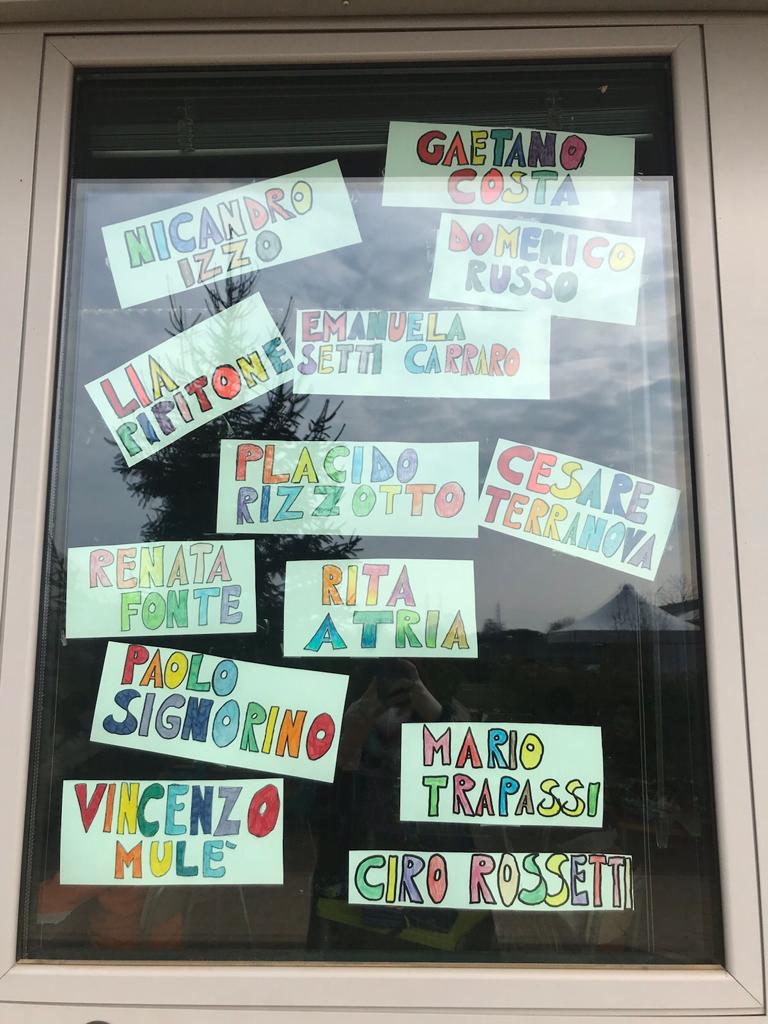 GAETANO
COSTA
NICANDRO
IZZO
DOMENICO
RUSSO
EMANUELA
SETTI CARRARO
LIA
PIPITONE
PLACIDO
RIZZOTTO
CESARE
TERRANOVA
RENATA
FONTE
RITA
ATRIA
PAOLO
SIGNORINO
MARIO
TRAPASSI
VINCENZO
MULE`
CIRO ROSSETTI